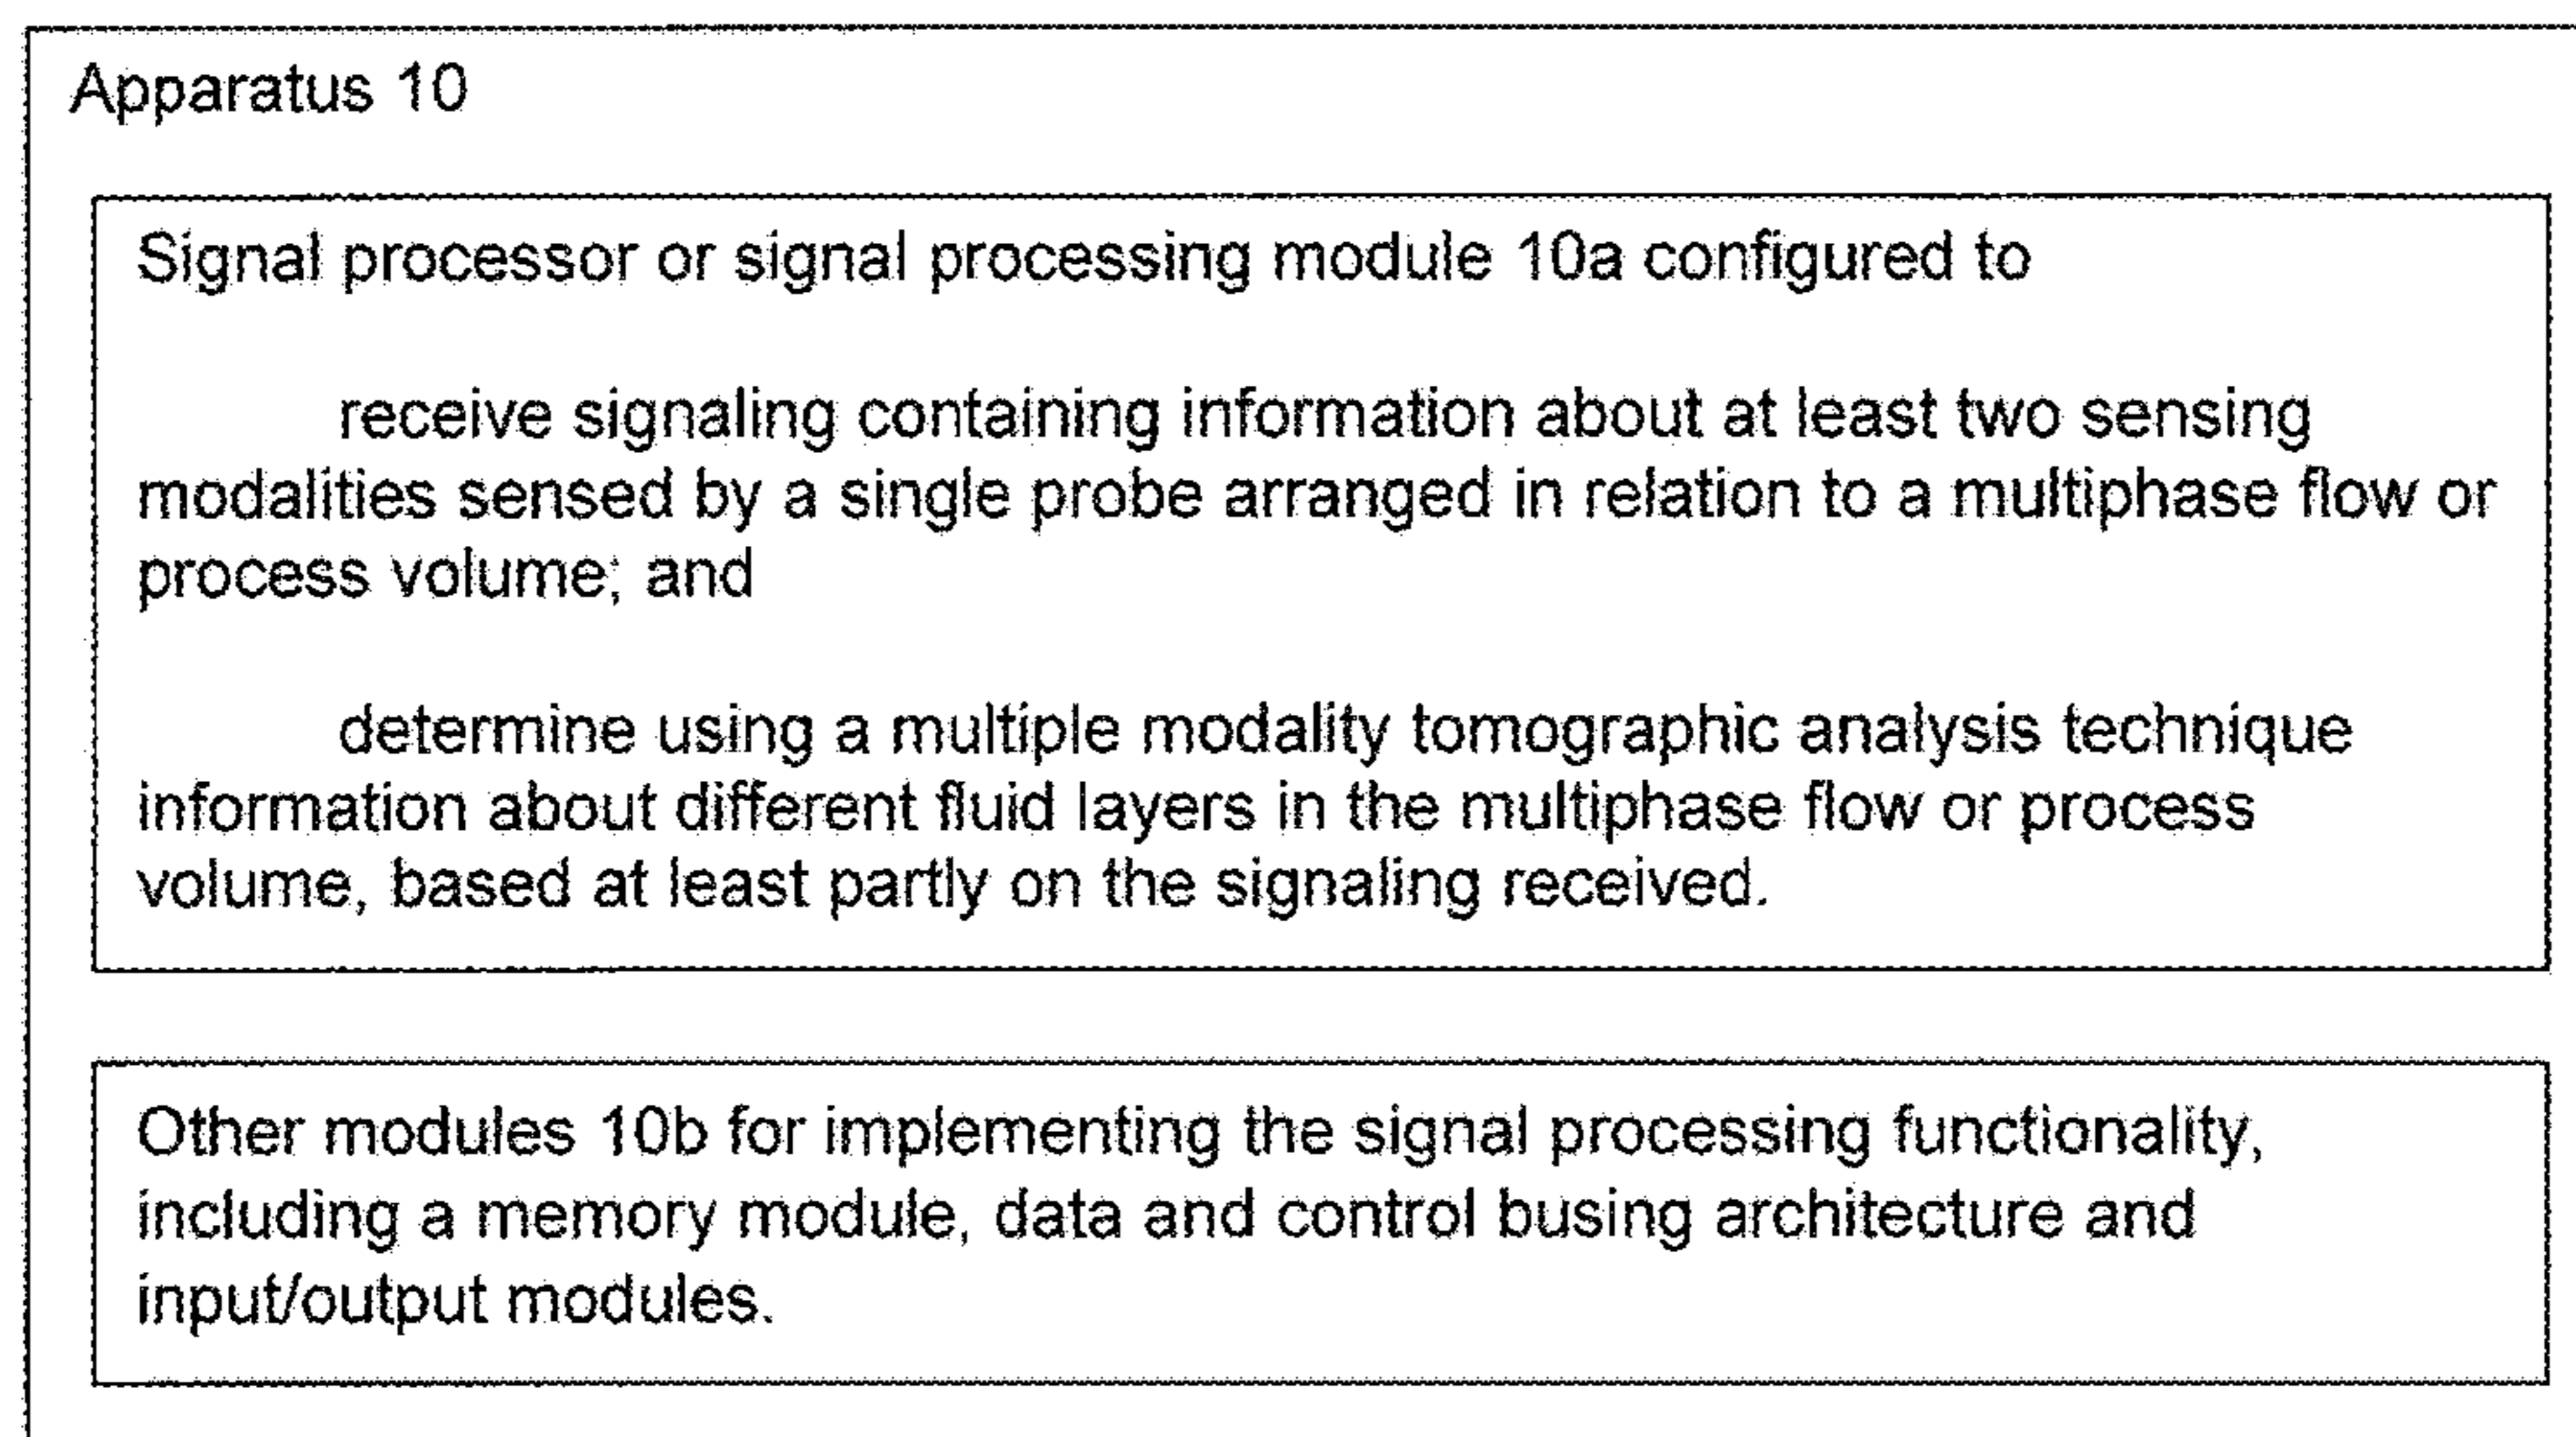 Apparatus 10
Signal processor or signal processing module 10a configured to
receive signaling containing information about at least two sensing
modalities sensed by a single probe arranged in relation to a multiphase flow or
process volume; and
determine using a multiple modality tomographic analysis technique
information about different fluid layers in the multiphase flow or process
volume, based at least partly on the signaling received.
Other modules 10b for implementing the signal processing functionality,
including a memory module, data and control busing architecture and
input/output modules.